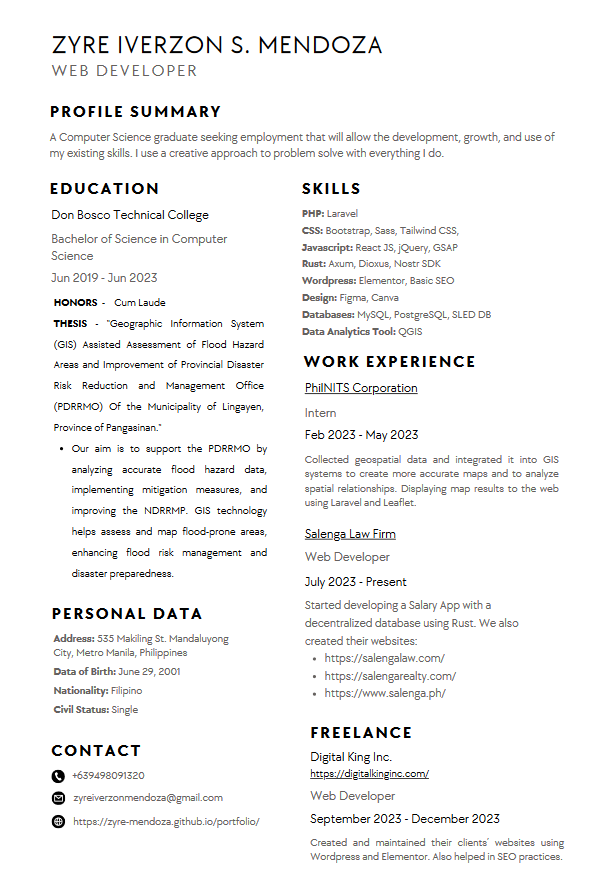 ZYRE IVERZON S. MENDOZA
WEB DEVELOPER
PROFILE SUMMARY
A Computer Science graduate seeking employment that will allow the development, growth, and use of
my existing skills. I use a creative approach to problem solve with everything I do.
EDUCATION
Don Bosco Technical College
Bachelor of Science in Computer
Science
Jun 2019 - Jun 2023
HONORS - Cum Laude
THESIS - "Geographic Information System
(GIS) Assisted Assessment of Flood Hazard
Areas and Improvement of Provincial Disaster
Risk Reduction and Management Office
(PDRRMO) Of the Municipality of Lingayen,
Province of Pangasinan."
• Our aim is to support the PDRRMO by
analyzing accurate flood hazard data,
implementing mitigation measures, and
improving the NDRRMP. GIS technology
helps assess and map flood-prone areas,
enhancing flood risk management and
disaster preparedness.
PERSONAL DATA
Address: 535 Makiling St. Mandaluyong
City, Metro Manila, Philippines
Date of Birth: June 29, 2001
Nationality: Filipino
Civil Status: Single
CONTACT
+639498091320
zyreiverzonmendoza@gmail.com
https://zyre-mendoza.github.io/portfolio/
SKILLS
PHP: Laravel
CSS: Bootstrap, Sass, Tailwind CSS,
Javascript: React JS, jQuery, GSAP
Rust: Axum, Dioxus, Nostr SDK
Wordpress: Elementor, Basic SEO
Design: Figma, Canva
Databases: MySQL, PostgreSQL, SLED DB
Data Analytics Tool: QGIS
WORK EXPERIENCE
PhilNITS Corporation
Intern
Feb 2023 - May 2023
Collected geospatial data and integrated it into GIS
systems to create more accurate maps and to analyze
spatial relationships. Displaying map results to the web
using Laravel and Leaflet.
Salenga Law Firm
Web Developer
July 2023 - Present
Started developing a Salary App with a
decentralized database using Rust. We also
created their websites:
• https://salengalaw.com/
• https://salengarealty.com/
• https://www.salenga.ph/
FREELANCE
Digital King Inc.
https://digitalkinginc.com/
Web Developer
September 2023 - December 2023
Created and maintained their clients' websites using
Wordpress and Elementor. Also helped in SEO practices.